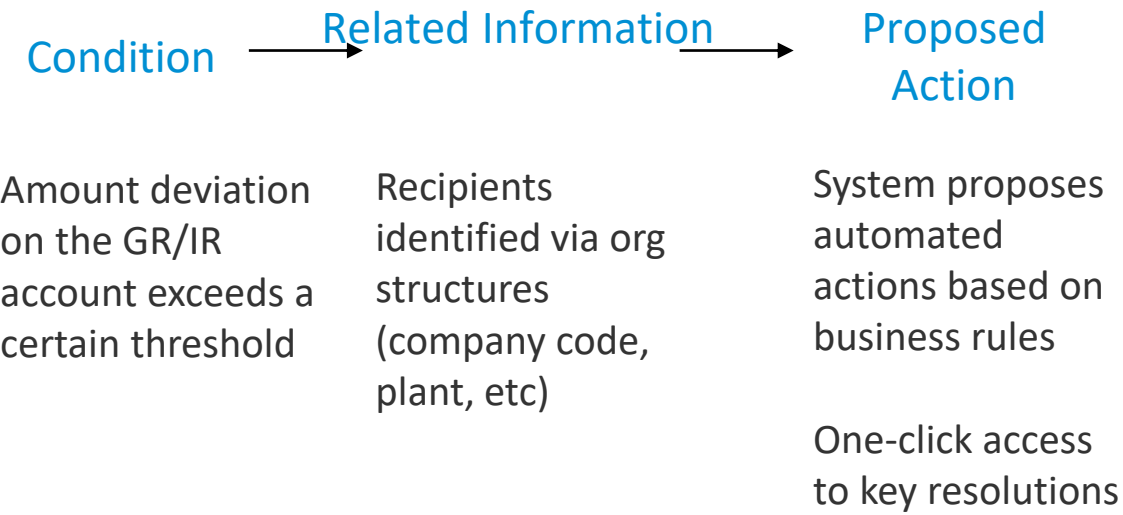 Condition
Related Information
Proposed
Action
Amount deviation
on the GR/IR
account exceeds a
certain threshold
Recipients
identified via org
structures
(company code,
plant, etc)
System proposes
automated
actions based on
business rules
One-click access
to key resolutions